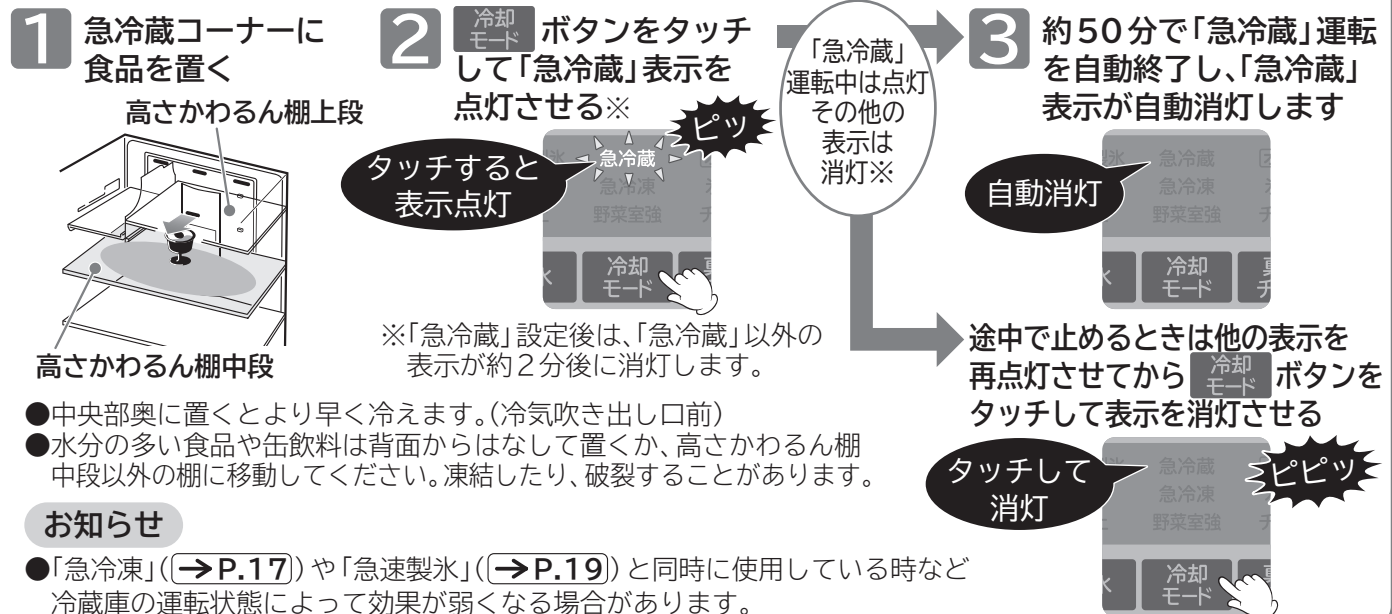 1 急冷蔵コーナーに
食品を置く
高さかわるん棚上段
高さかわるん棚中段
2 冷却モード ボタンをタッチ
して「急冷蔵」表示を
点灯させる※
ピッ
タッチすると
表示点灯
急冷蔵
急冷凍
野菜室強
冷却
モード
※「急冷蔵」設定後は、「急冷蔵」以外の
表示が約2分後に消灯します。
「急冷蔵」
運転中は点灯
その他の
表示は
消灯※
3 約50分で「急冷蔵」運転
を自動終了し、「急冷蔵」
表示が自動消灯します
自動消灯
急冷蔵
急冷凍
野菜室強
冷却
モード
途中で止めるときは他の表示を
再点灯させてから 冷却モード ボタンを
タッチして表示を消灯させる
タッチして
消灯
ピピッ
急冷蔵
急冷凍
野菜室強
冷却
モード
●中央部奥に置くとより早く冷えます。(冷気吹き出し口前)
●水分の多い食品や缶飲料は背面からはなして置くか、高さかわるん棚
中段以外の棚に移動してください。凍結したり、破裂することがあります。
お知らせ
●「急冷凍」(→P.17)や「急速製氷」(→P.19)と同時に使用している時など
冷蔵庫の運転状態によって効果が弱くなる場合があります。